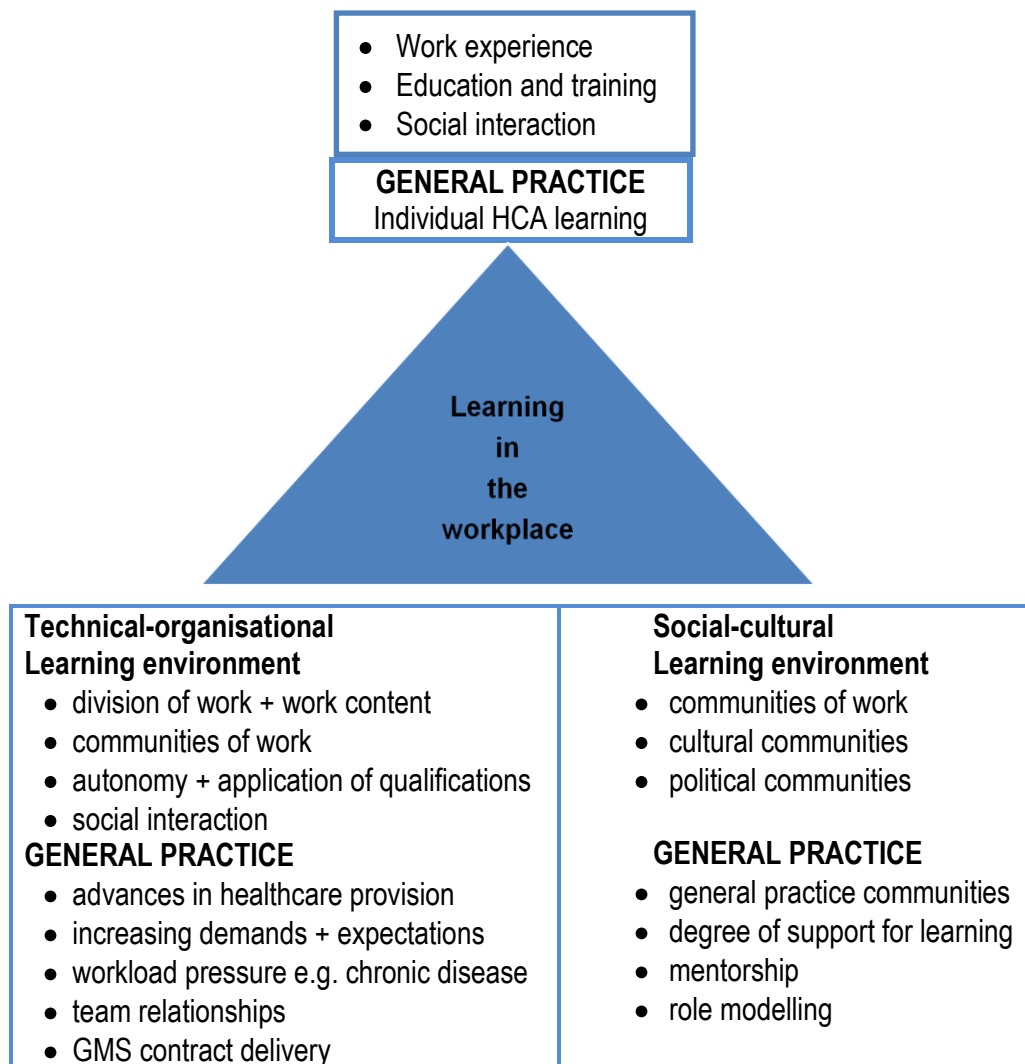 • Work experience
• Education and training
• Social interaction
GENERAL PRACTICE
Individual HCA learning
Learning
in
the
workplace
Technical-organisational
Learning environment
• division of work + work content
• communities of work
• autonomy + application of qualifications
• social interaction
GENERAL PRACTICE
• advances in healthcare provision
• increasing demands + expectations
• workload pressure e.g. chronic disease
• team relationships
• GMS contract delivery
Social-cultural
Learning environment
• communities of work
• cultural communities
• political communities
GENERAL PRACTICE
• general practice communities
• degree of support for learning
• mentorship
• role modelling